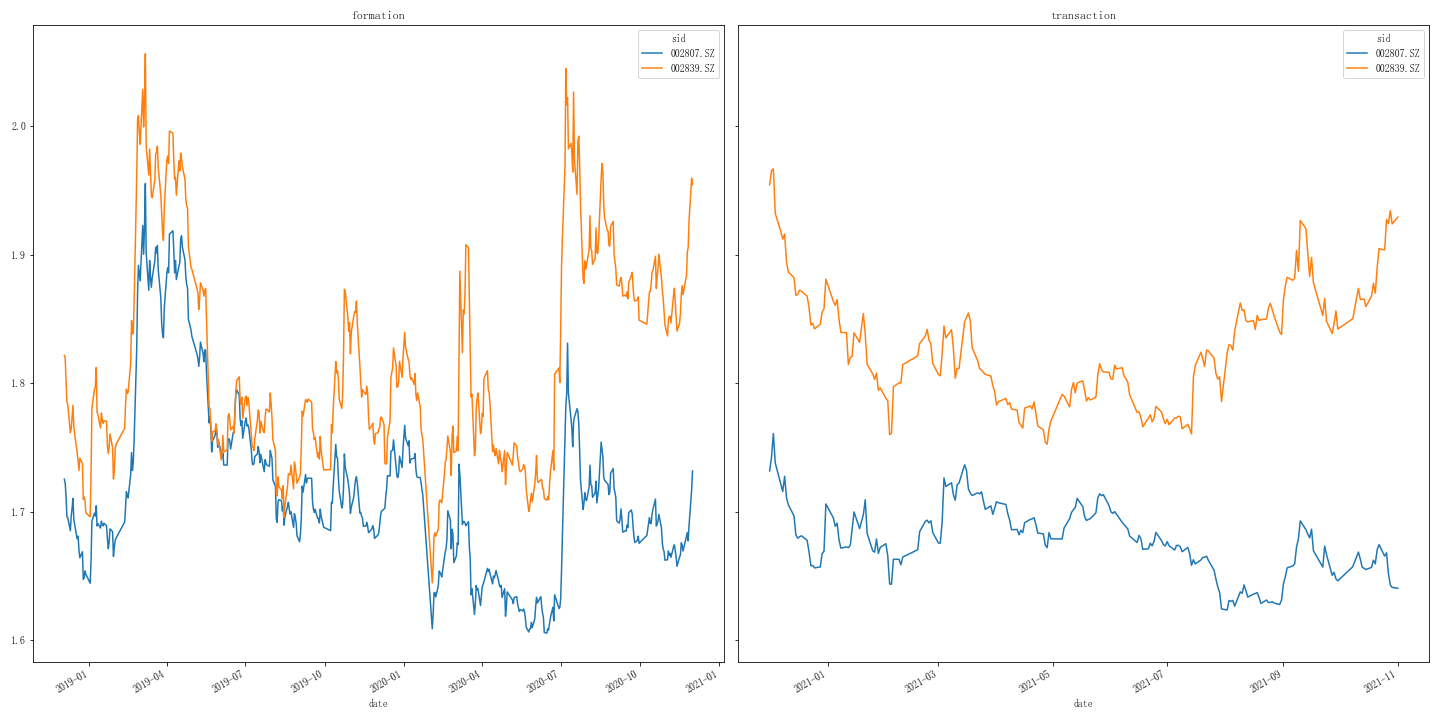 formation
sid
002807.SZ
002839.SZ
2.0
1.9
1.8
1.7
1.6
2019-01
2019-04
2019-07
2019-10
2020-01
2020-04
2020-07
2020-10
2021-01
date
transaction
sid
002807.SZ
002839.SZ
2021-01
2021-03
2021-05
2021-07
2021-09
2021-11
date